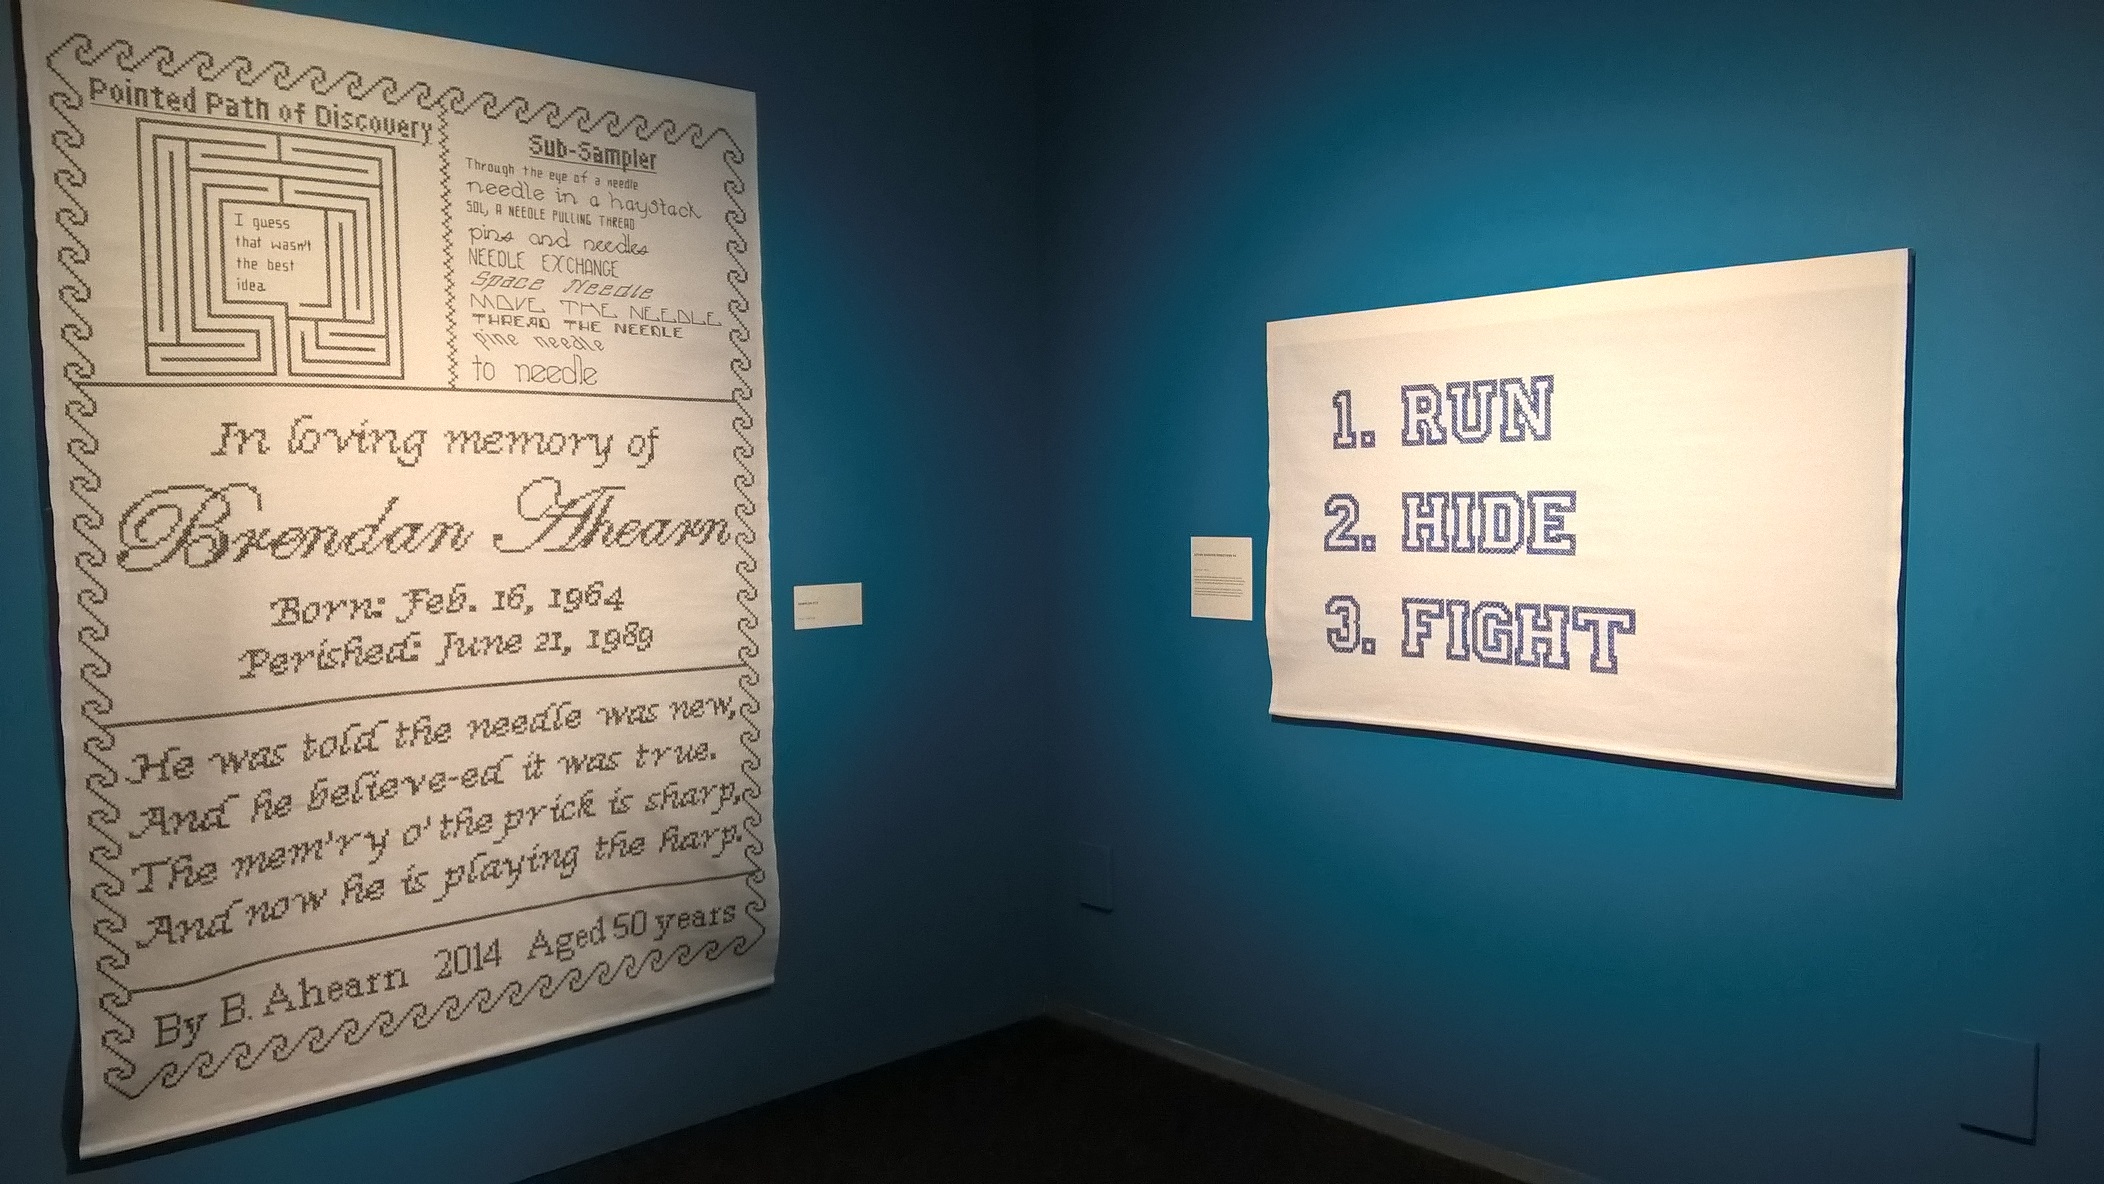 Pointed Path of Discovery
I guess
that wasn't
the best
idea.
Sub-Sampler
Through the eye of a needle
needle in a haystack
SOL, A NEEDLE PULLING THREAD
pins and needles
NEEDLE EXCHANGE
Space Needle
MOVE THE NEEDLE
THREAD THE NEEDLE
pine needle
to needle
In loving memory of
Brendan Ahearn
Born: Feb. 16, 1964
Perished: June 21, 1989
He was told the needle was new,
And he believe-ed it was true.
The mem'ry o' the prick is sharp,
And now he is playing the harp.
By B. Ahearn 2014 Aged 50 years
1. RUN
2. HIDE
3. FIGHT